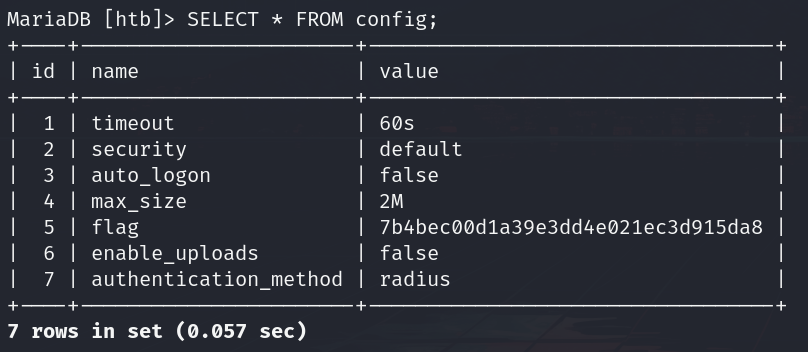 MariaDB [htb]> SELECT * FROM config;
+----+-----------------------+----------------------------------+
| id | name                  | value                            |
+----+-----------------------+----------------------------------+
|  1 | timeout               | 60s                              |
|  2 | security              | default                          |
|  3 | auto_logon            | false                            |
|  4 | max_size              | 2M                               |
|  5 | flag                  | 7b4bec00d1a39e3dd4e021ec3d915da8 |
|  6 | enable_uploads        | false                            |
|  7 | authentication_method | radius                           |
+----+-----------------------+----------------------------------+
7 rows in set (0.057 sec)